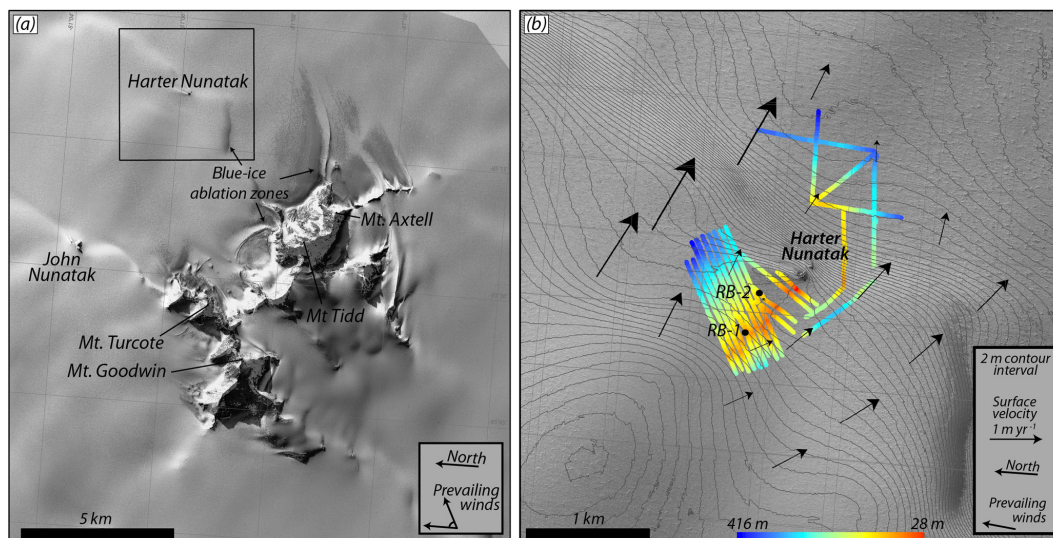 (a)
Harter Nunatak
Blue-ice
ablation zones
Mt. Axtell
John
Nunatak
Mt Tidd
Mt. Turcote
Mt. Goodwin
North
Prevailing
winds
5 km
(b)
Harter
Nunatak
RB-2
RB-1
2 m contour
interval
Surface
velocity
1 m yr⁻¹
North
Prevailing
winds
1 km
416 m
28 m